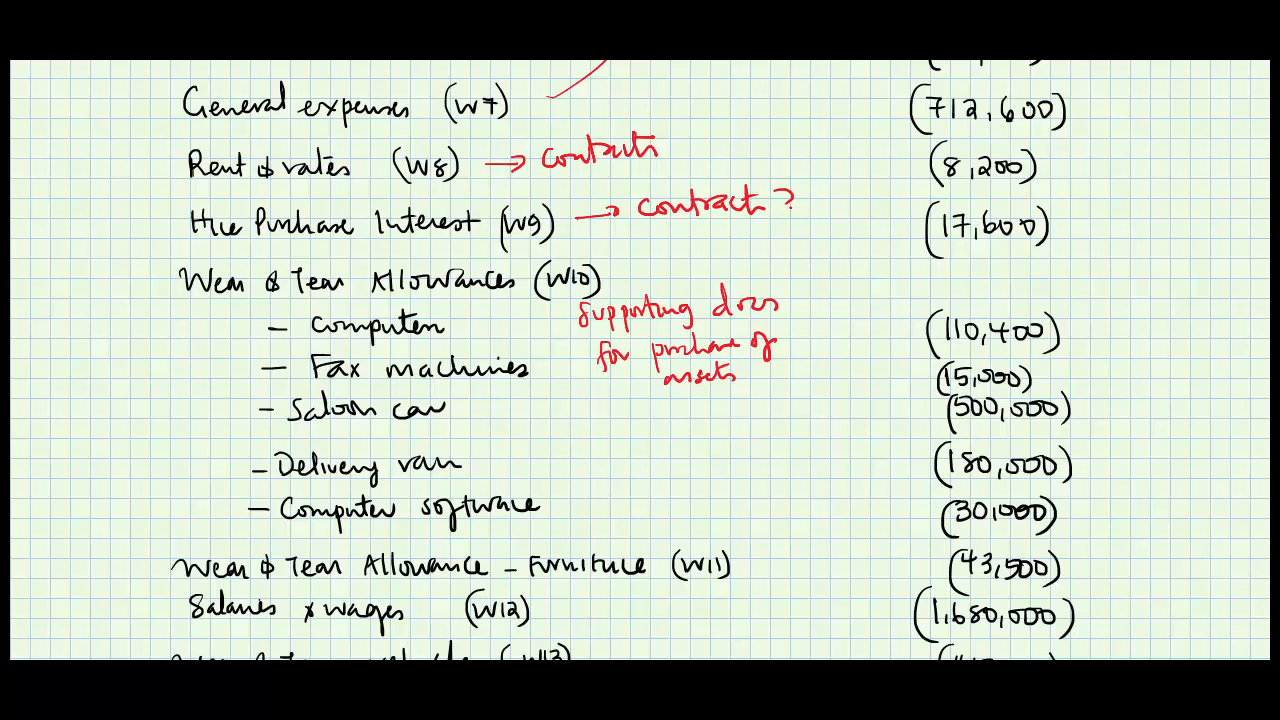 General expenses (W7) (712,600)
Rent & rates (W8) → Contracts (8,200)
Hire Purchase Interest (W9) → contract? (17,600)
Wear & Tear Allowances (W10)
Supporting docs
for purchase of
assets
- Computers (110,400)
- Fax machines (15,000)
- Saloon car (500,000)
- Delivery van (180,000)
- Computer software (30,000)
Wear & Tear Allowance - Furniture (W11) (43,500)
Salaries & wages (W12) (1,680,000)
(W13)